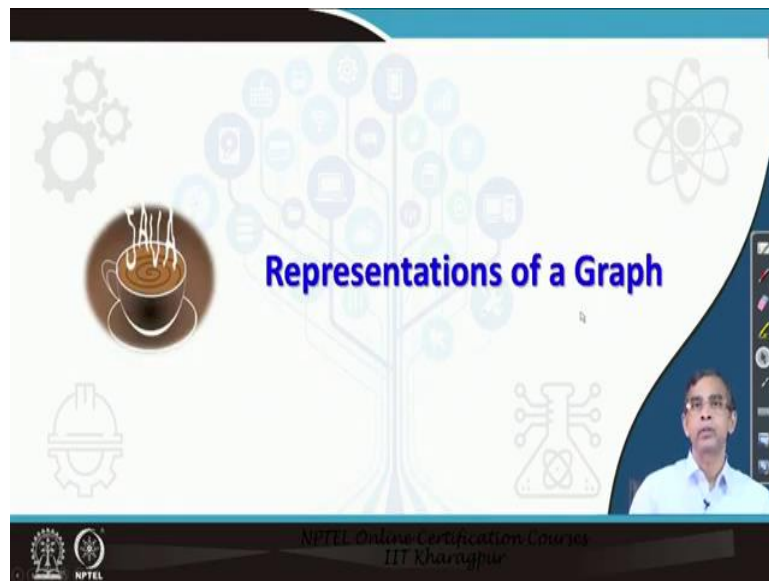 JAVA
Representations of a Graph
NPTEL Online Certification Courses
IIT Kharagpur
NPTEL